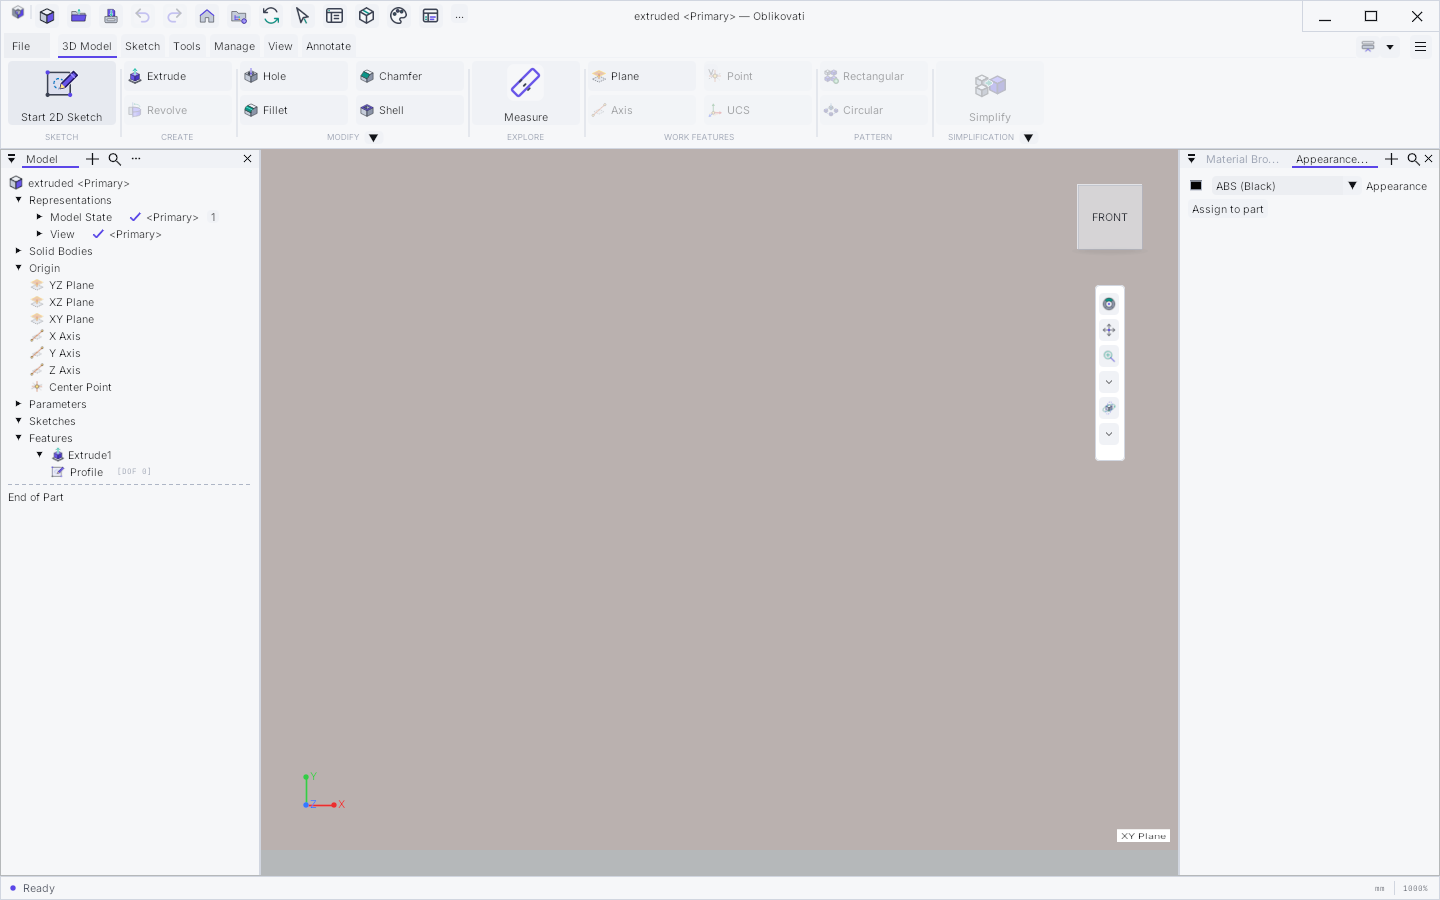 extruded <Primary> — Oblikovati
File
3D Model
Sketch
Tools
Manage
View
Annotate
Start 2D Sketch
Extrude
Revolve
Hole
Fillet
Chamfer
Shell
Measure
Plane
Axis
Point
UCS
Rectangular
Circular
Simplify
SKETCH
CREATE
MODIFY
EXPLORE
WORK FEATURES
PATTERN
SIMPLIFICATION
Model
extruded <Primary>
Representations
Model State <Primary> 1
View <Primary>
Solid Bodies
Origin
YZ Plane
XZ Plane
XY Plane
X Axis
Y Axis
Z Axis
Center Point
Parameters
Sketches
Features
Extrude1
Profile [DOF 0]
End of Part
FRONT
Y
Z
X
XY Plane
Material Bro...
Appearance...
ABS (Black)
Appearance
Assign to part
Ready
mm
1000%